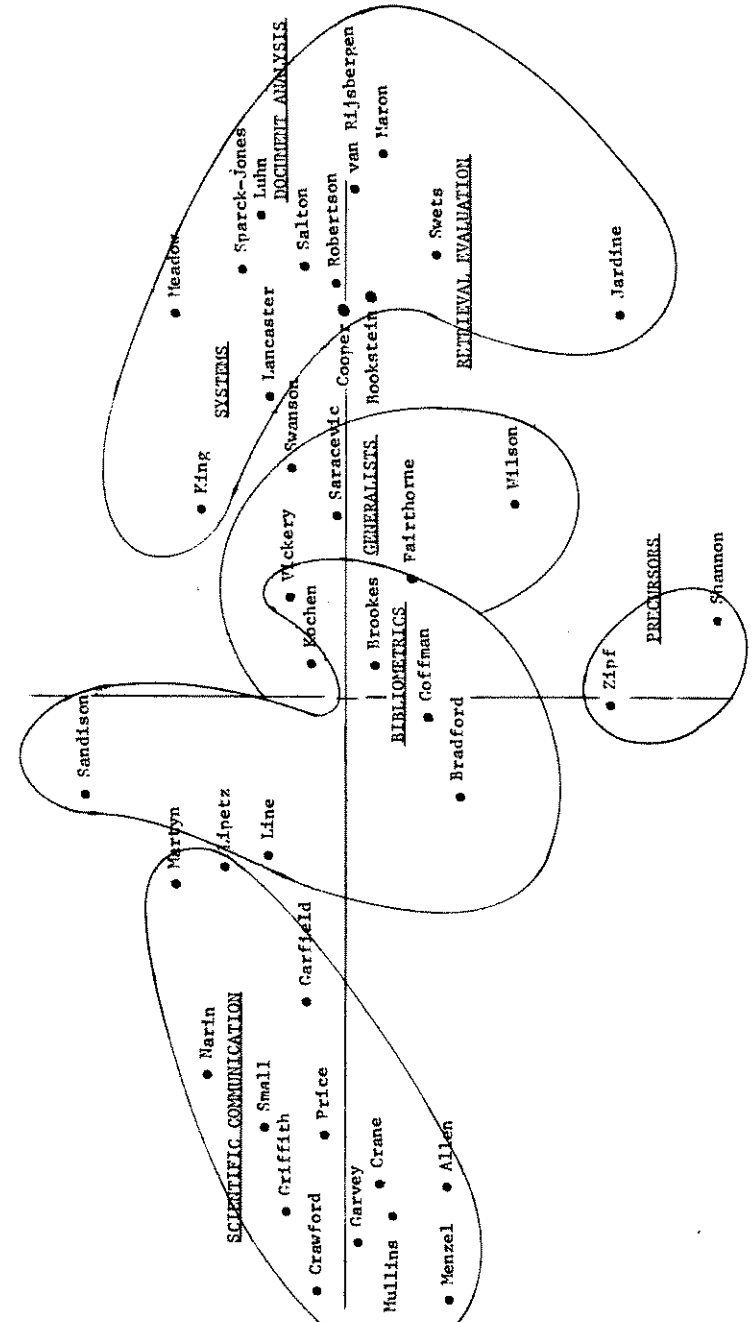 Sandison
Martyn
Meadow
King
Narin
SYSTEMS
Lipetz
SCIENTIFIC COMMUNICATION
Sparck-Jones
Small
Line
Lancaster
Luhn
DOCUMENT ANALYSIS
Griffith
Vickery
Swanson
Garfield
Salton
Kochen
Crawford
Price
Saracevic
Robertson
Cooper
van Rijsbergen
Garvey
Brookes
GENERALISTS
Bookstein
Crane
Maron
Mullins
BIBLIOMETRICS
Fairthorne
Goffman
Swets
Menzel
Allen
Bradford
RETRIEVAL EVALUATION
Wilson
Zipf
Jardine
PRECURSORS
Shannon